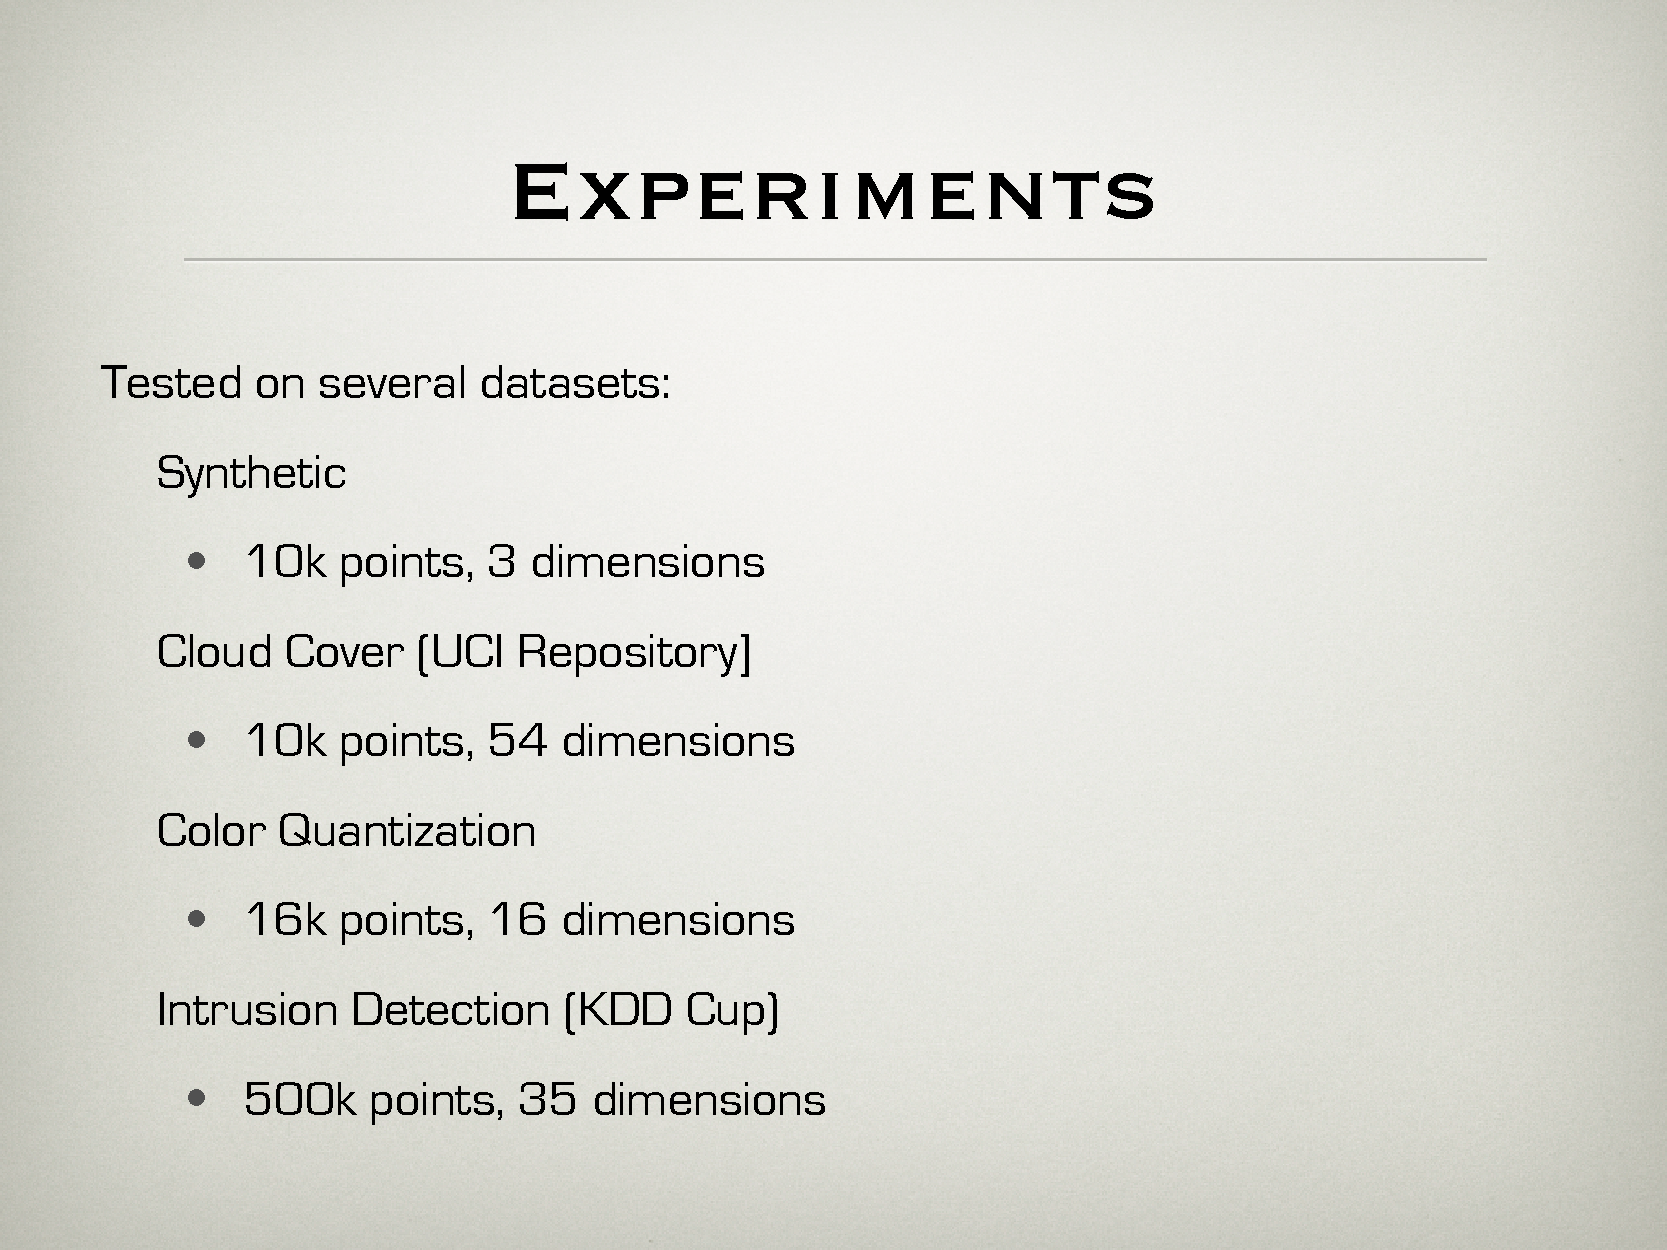 Experiments
Tested on several datasets:
Synthetic
• 10k points, 3 dimensions
Cloud Cover (UCI Repository]
• 10k points, 54 dimensions
Color Quantization
• 16k points, 16 dimensions
Intrusion Detection (KDD Cup)
• 500k points, 35 dimensions